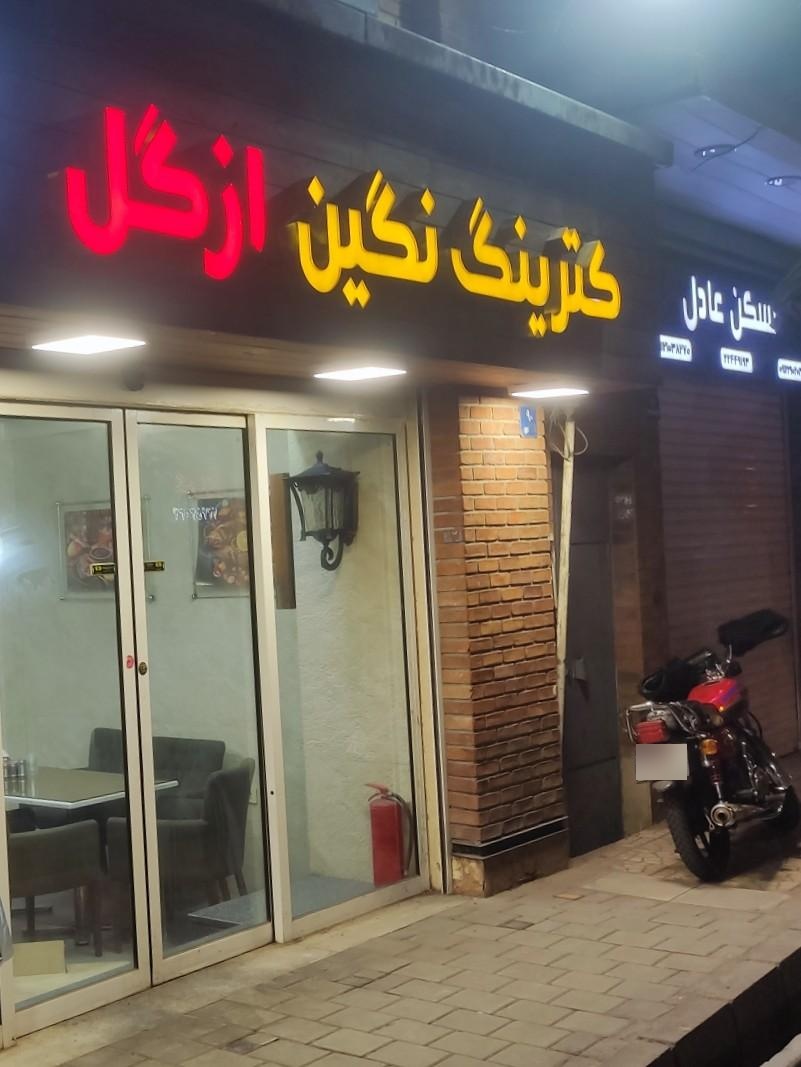 کترینگ نگین ازگل
مسکن عادل